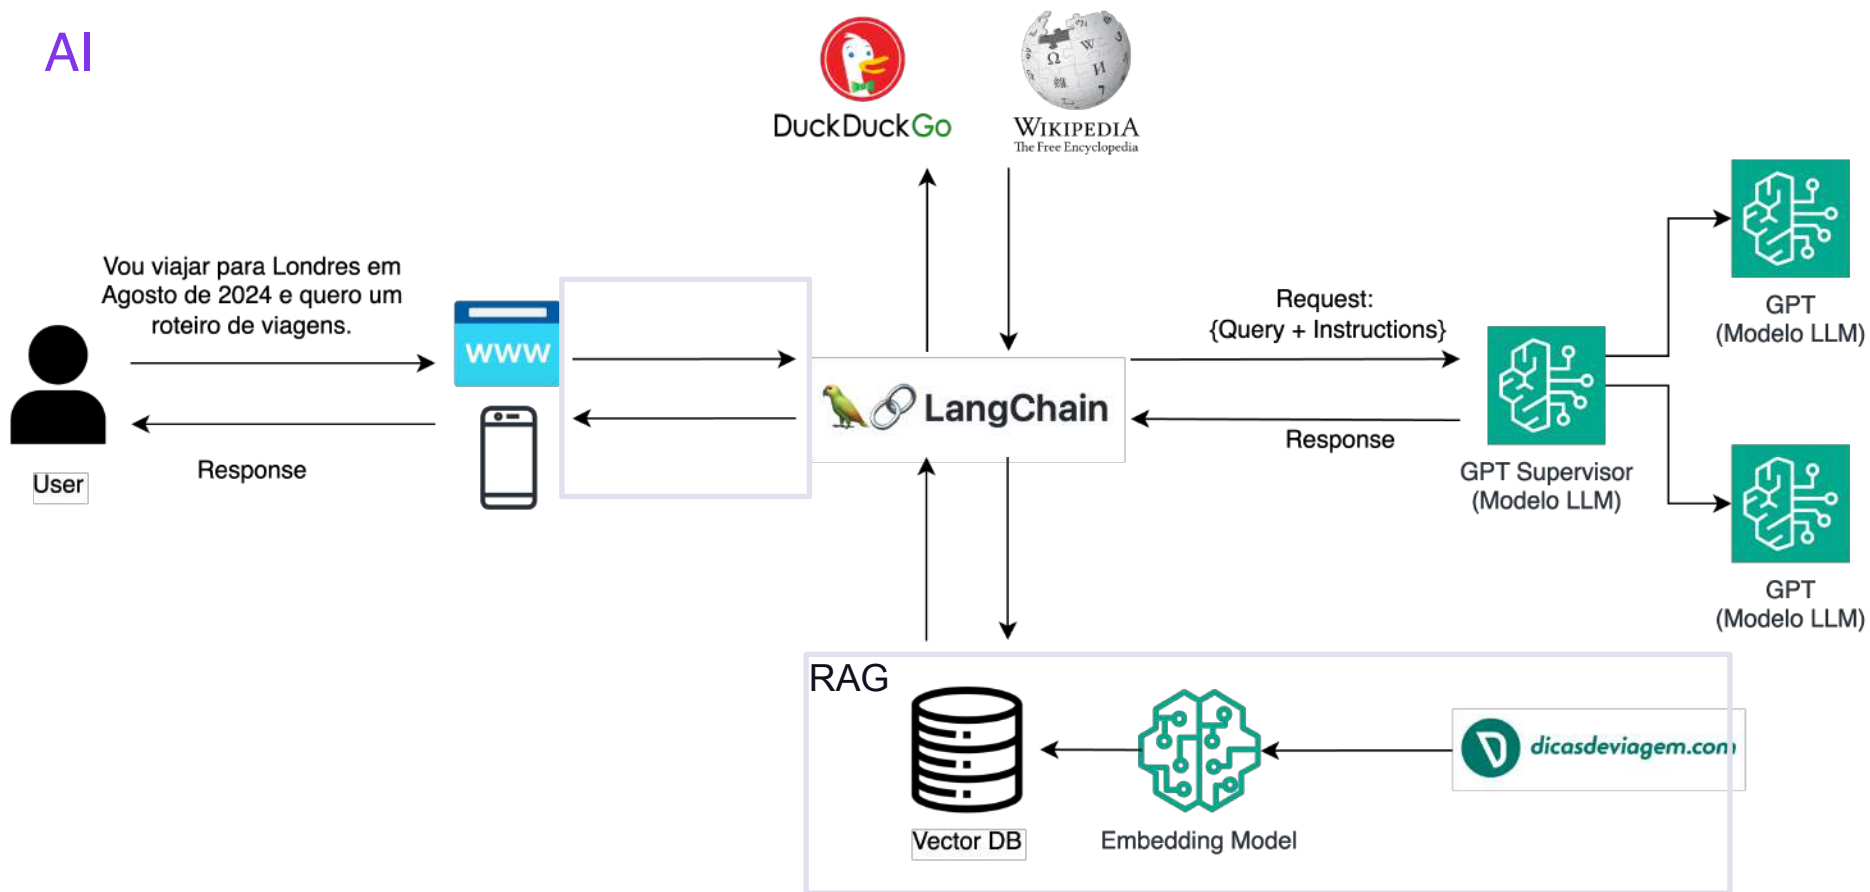 AI
DuckDuckGo
WIKIPEDIA
The Free Encyclopedia
Vou viajar para Londres em
Agosto de 2024 e quero um
roteiro de viagens.
www
User
Response
LangChain
Request:
{Query + Instructions}
Response
GPT Supervisor
(Modelo LLM)
GPT
(Modelo LLM)
GPT
(Modelo LLM)
RAG
Vector DB
Embedding Model
dicasdeviagem.com